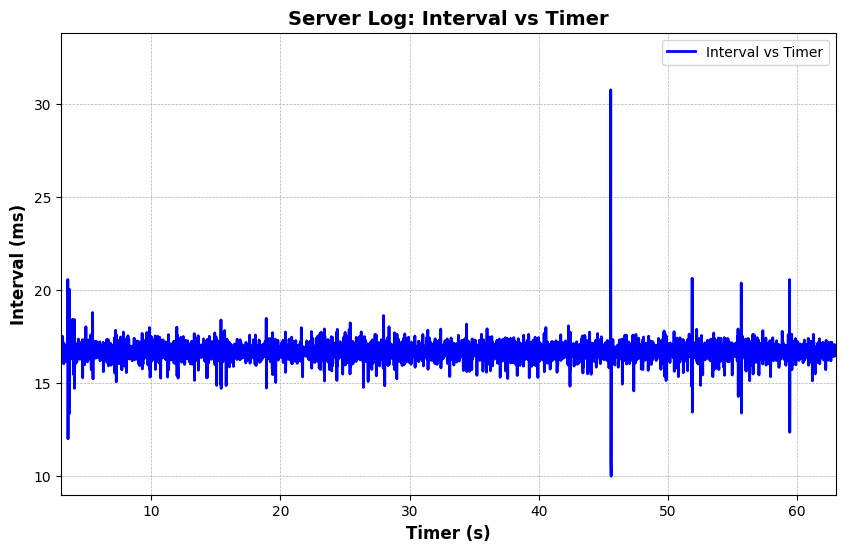 Server Log: Interval vs Timer
Interval vs Timer
30
25
20
15
10
Interval (ms)
10 20 30 40 50 60
Timer (s)